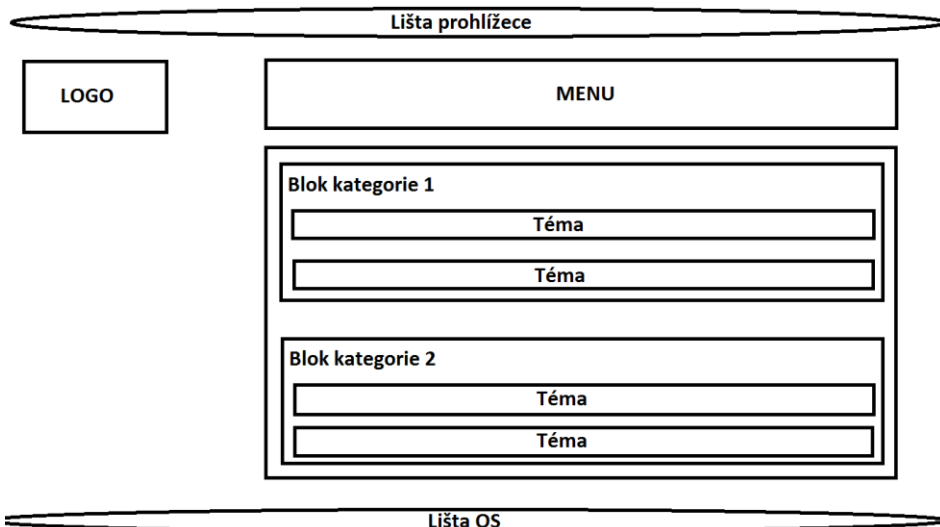 Lišta prohlížece
LOGO
MENU
Blok kategorie 1
Téma
Téma
Blok kategorie 2
Téma
Téma
Lišta OS